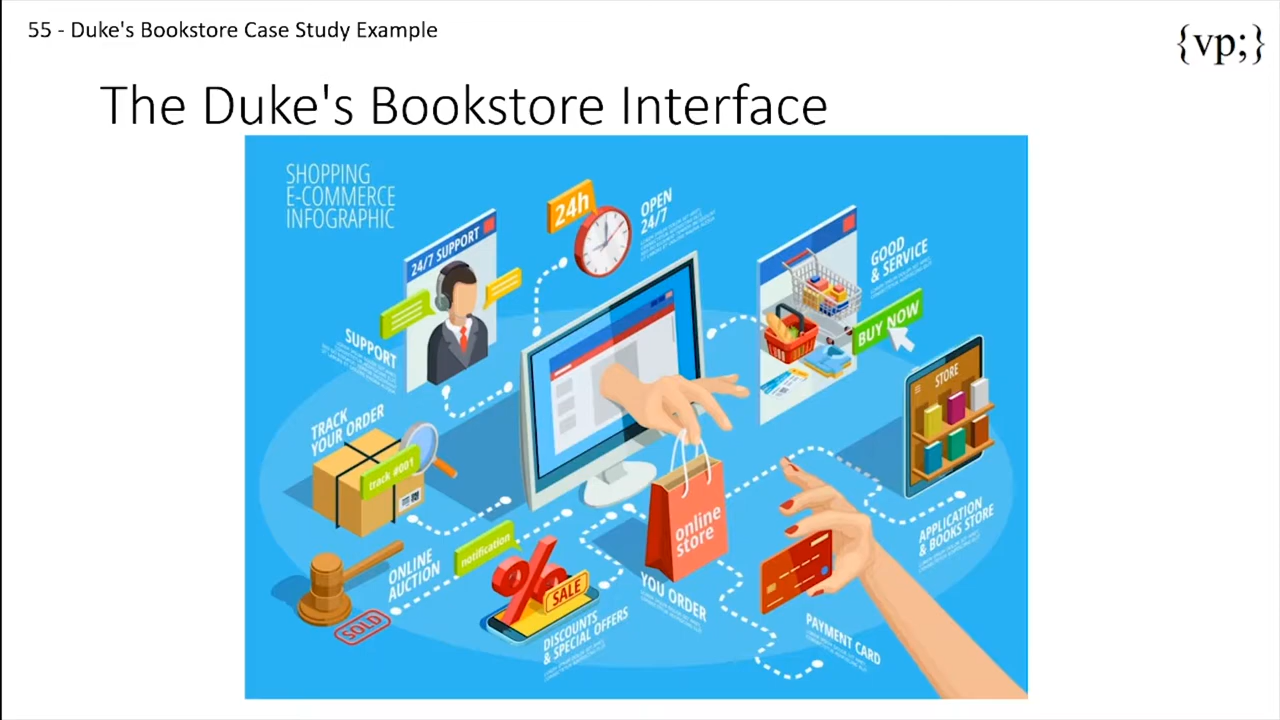 55 - Duke's Bookstore Case Study Example
{vp;}
The Duke's Bookstore Interface
SHOPPING
E-COMMERCE
INFOGRAPHIC
24h
OPEN
24/7
24/7 SUPPORT
GOOD
& SERVICE
BUY NOW
SUPPORT
STORE
TRACK
YOUR ORDER
track #001
online
store
APPLICATION
& BOOKS STORE
notification
ONLINE
AUCTION
SALE
SOLD
YOU ORDER
DISCOUNTS
& SPECIAL OFFERS
PAYMENT CARD